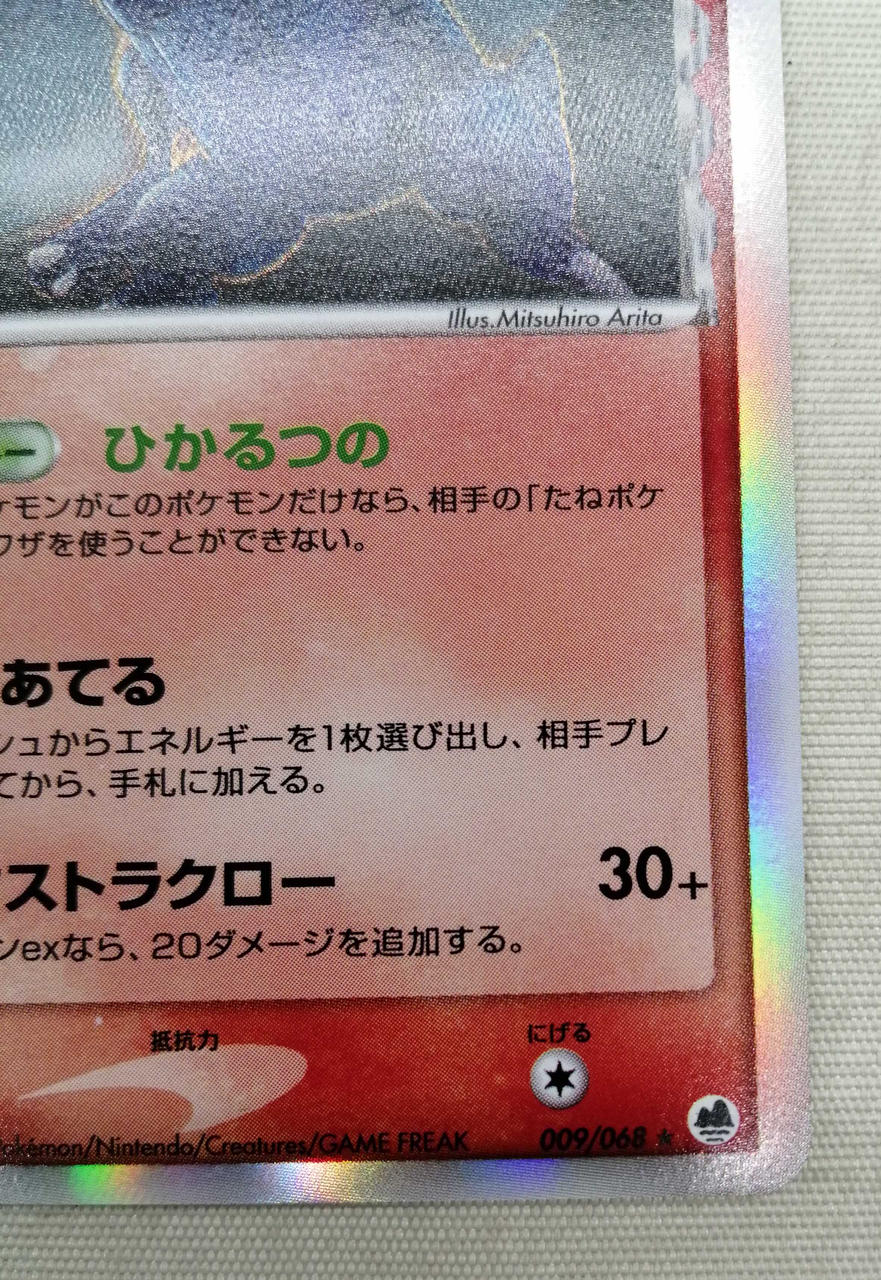 Illus.Mitsuhiro Arita
ー ひかるつの
ケモンがこのポケモンだけなら、相手の「たねポケ
ワザを使うことができない。
あてる
シュからエネルギーを1枚選び出し、相手プレ
てから、手札に加える。
ストラクロー 30+
ンexなら、20ダメージを追加する。
抵抗力 にげる
Pokémon/Nintendo/Creatures/GAME FREAK 009/068 ★